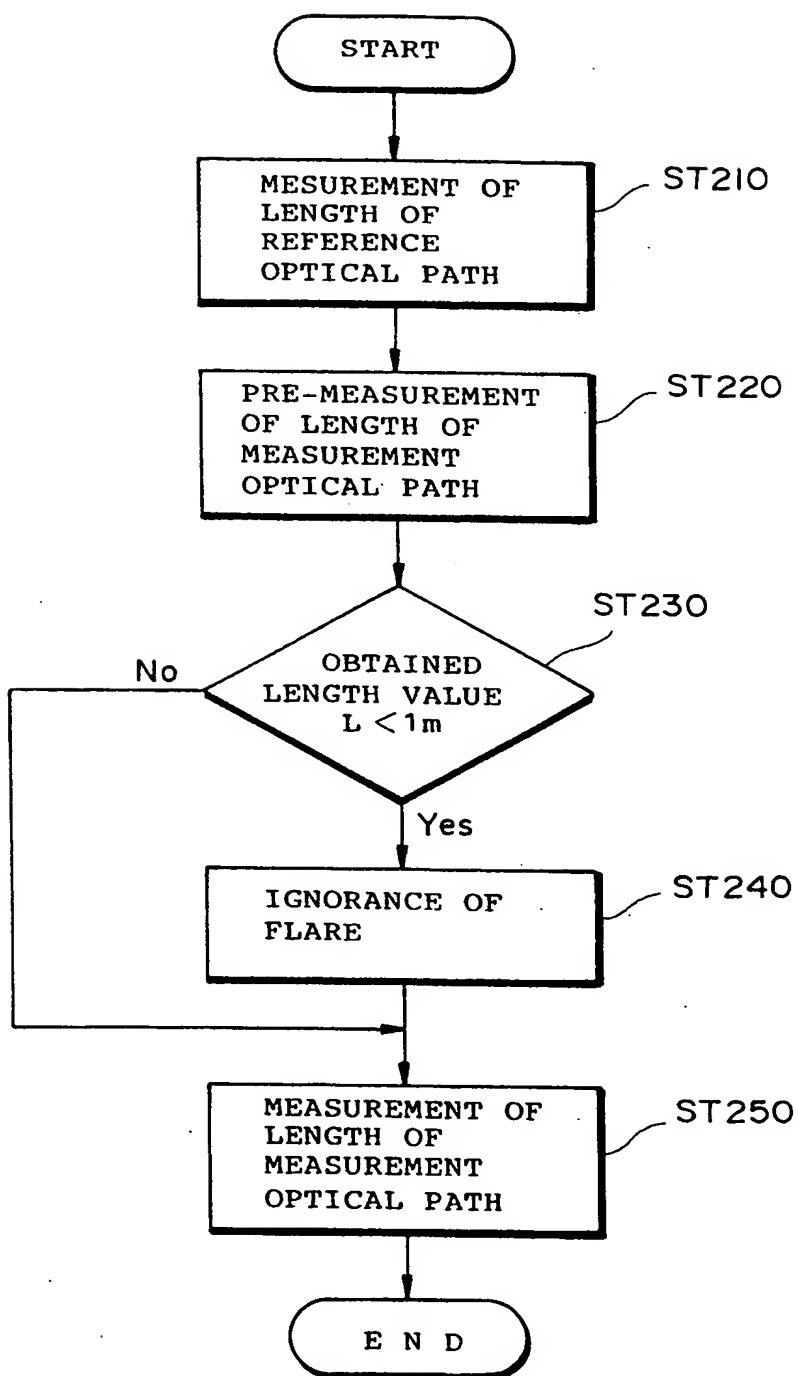 START
MESUREMENT OF
LENGTH OF
REFERENCE
OPTICAL PATH
ST210
PRE-MEASUREMENT
OF LENGTH OF
MEASUREMENT
OPTICAL PATH
ST220
OBTAINED
LENGTH VALUE
L < 1m
ST230
No
Yes
IGNORANCE OF
FLARE
ST240
MEASUREMENT OF
LENGTH OF
MEASUREMENT
OPTICAL PATH
ST250
END